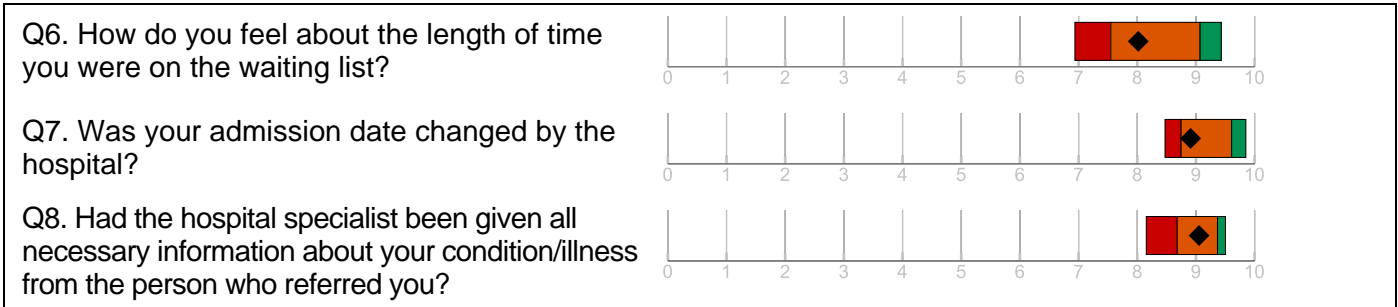 Q6. How do you feel about the length of time
you were on the waiting list?
0 1 2 3 4 5 6 7 8 9 10
Q7. Was your admission date changed by the
hospital?
0 1 2 3 4 5 6 7 8 9 10
Q8. Had the hospital specialist been given all
necessary information about your condition/illness
from the person who referred you?
0 1 2 3 4 5 6 7 8 9 10